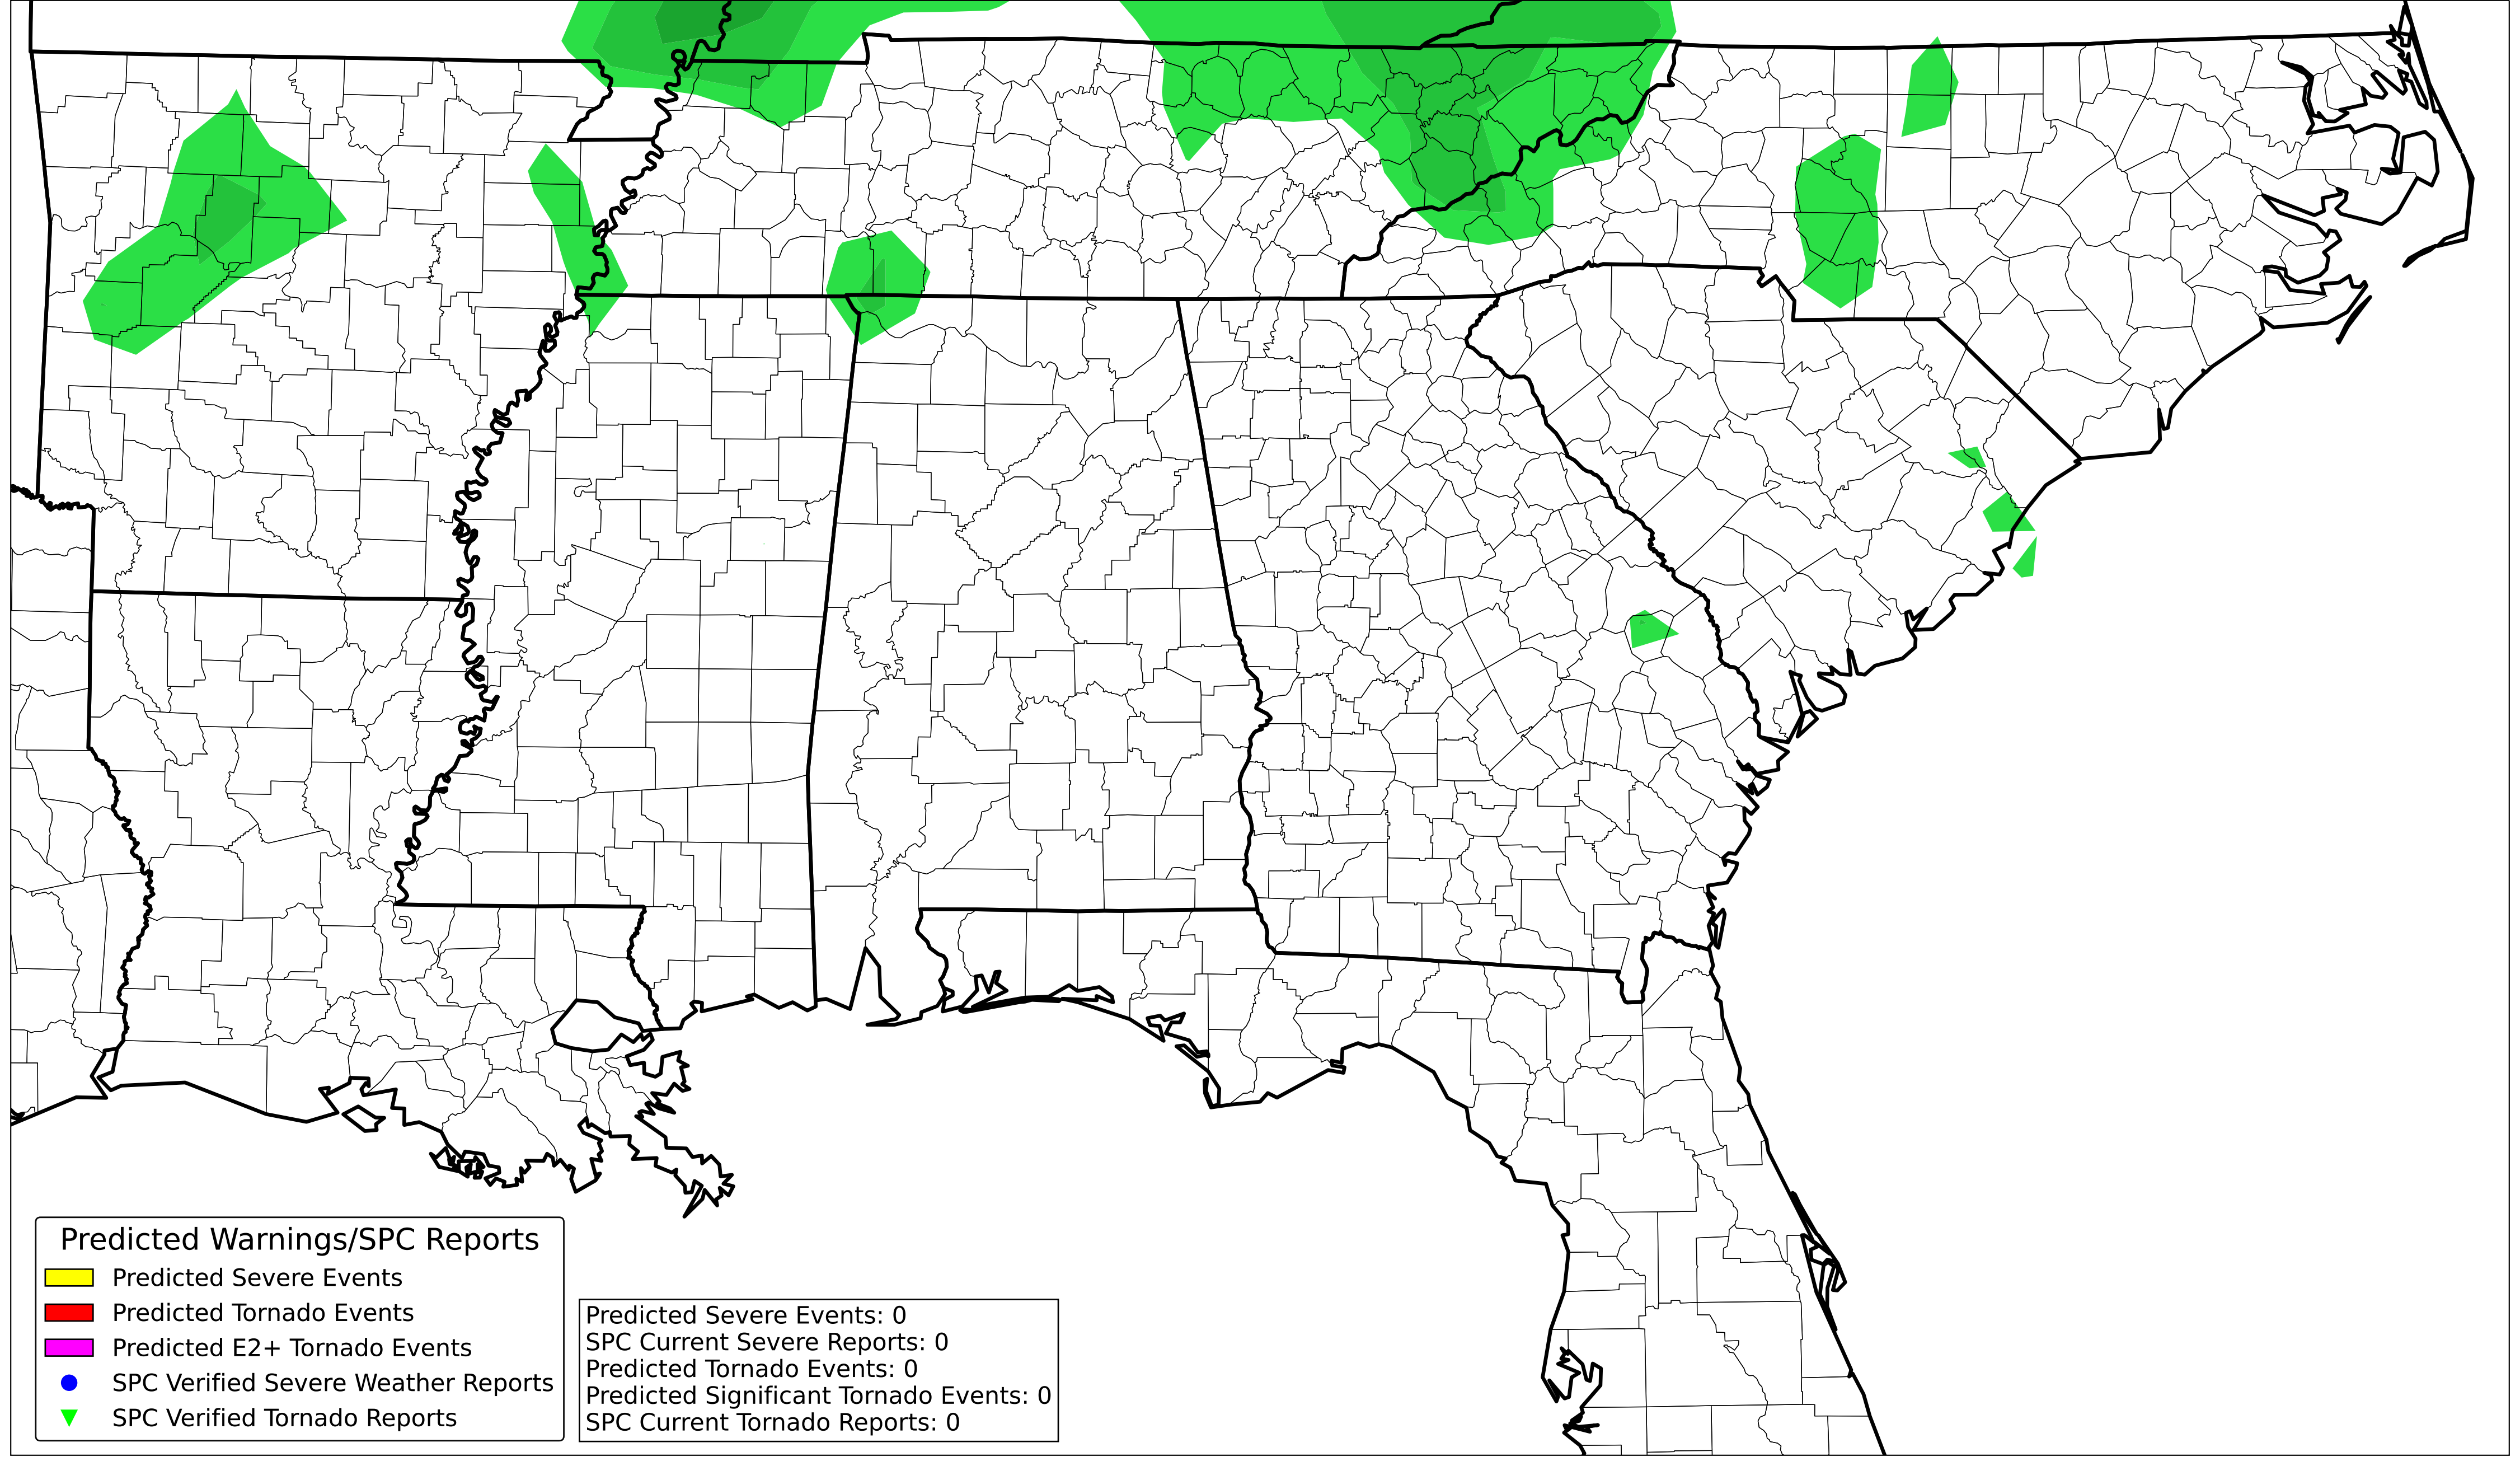 Predicted Warnings/SPC Reports
Predicted Severe Events
Predicted Tornado Events
Predicted E2+ Tornado Events
SPC Verified Severe Weather Reports
SPC Verified Tornado Reports
Predicted Severe Events: 0
SPC Current Severe Reports: 0
Predicted Tornado Events: 0
Predicted Significant Tornado Events: 0
SPC Current Tornado Reports: 0